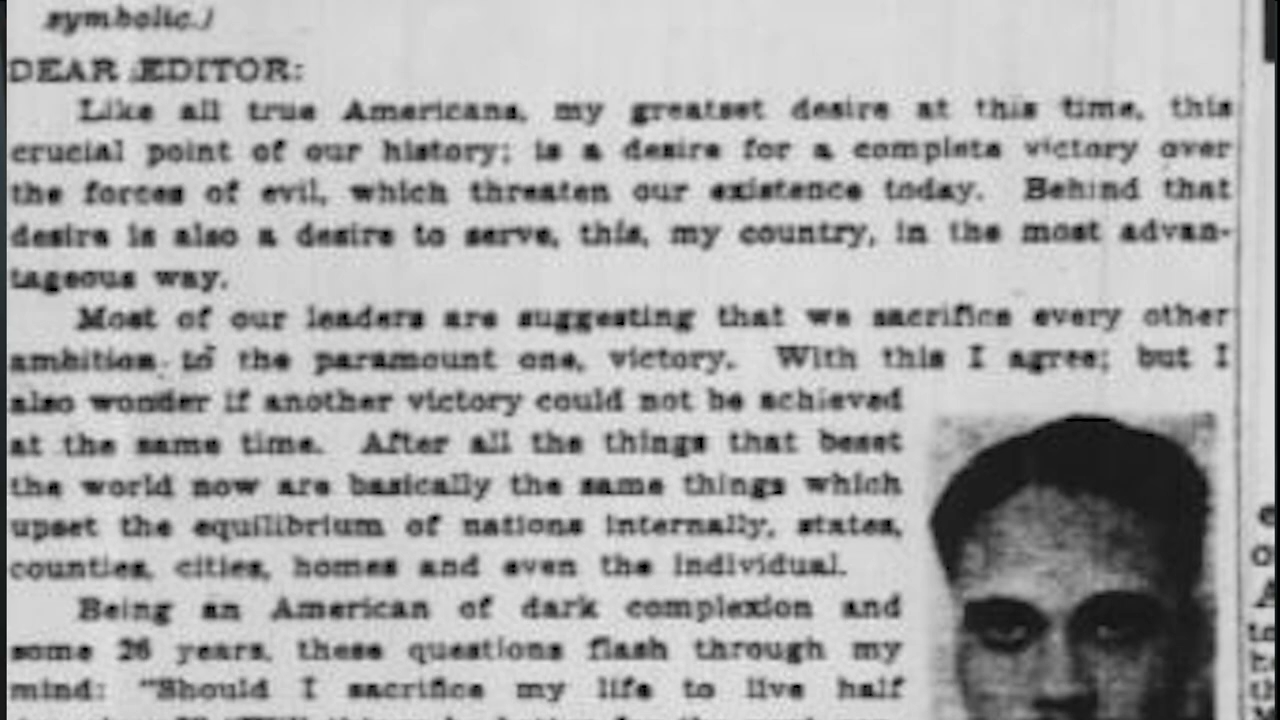 symbolic.)
DEAR EDITOR:
Like all true Americans, my greatset desire at this time, this
crucial point of our history; is a desire for a complete victory over
the forces of evil, which threaten our existence today. Behind that
desire is also a desire to serve, this, my country, in the most advan-
tageous way.
Most of our leaders are suggesting that we sacrifice every other
ambition to the paramount one, victory. With this I agree; but I
also wonder if another victory could not be achieved
at the same time. After all the things that beset
the world now are basically the same things which
upset the equilibrium of nations internally, states,
counties, cities, homes and even the individual.
Being an American of dark complexion and
some 26 years, these questions flash through my
mind: "Should I sacrifice my life to live half